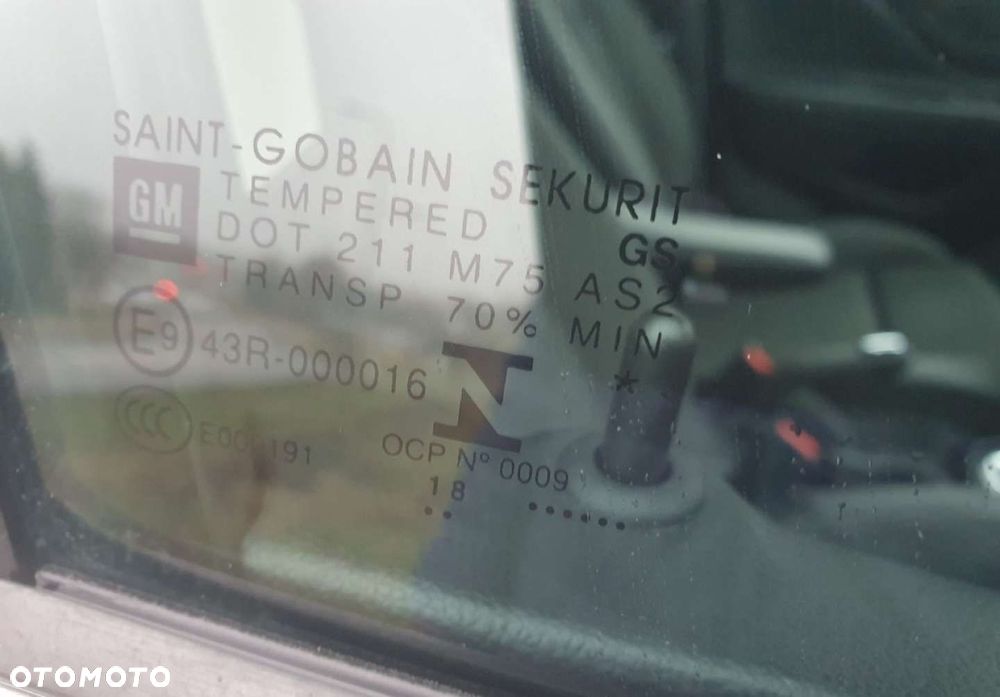 SAINT-GOBAIN SEKURIT
GM
TEMPERED GS
DOT 211 M75 AS2
TRANSP 70% MIN
E9 43R-000016
N
*
CCC
OCP N° 0009
18
.. ......
OTOMOTO